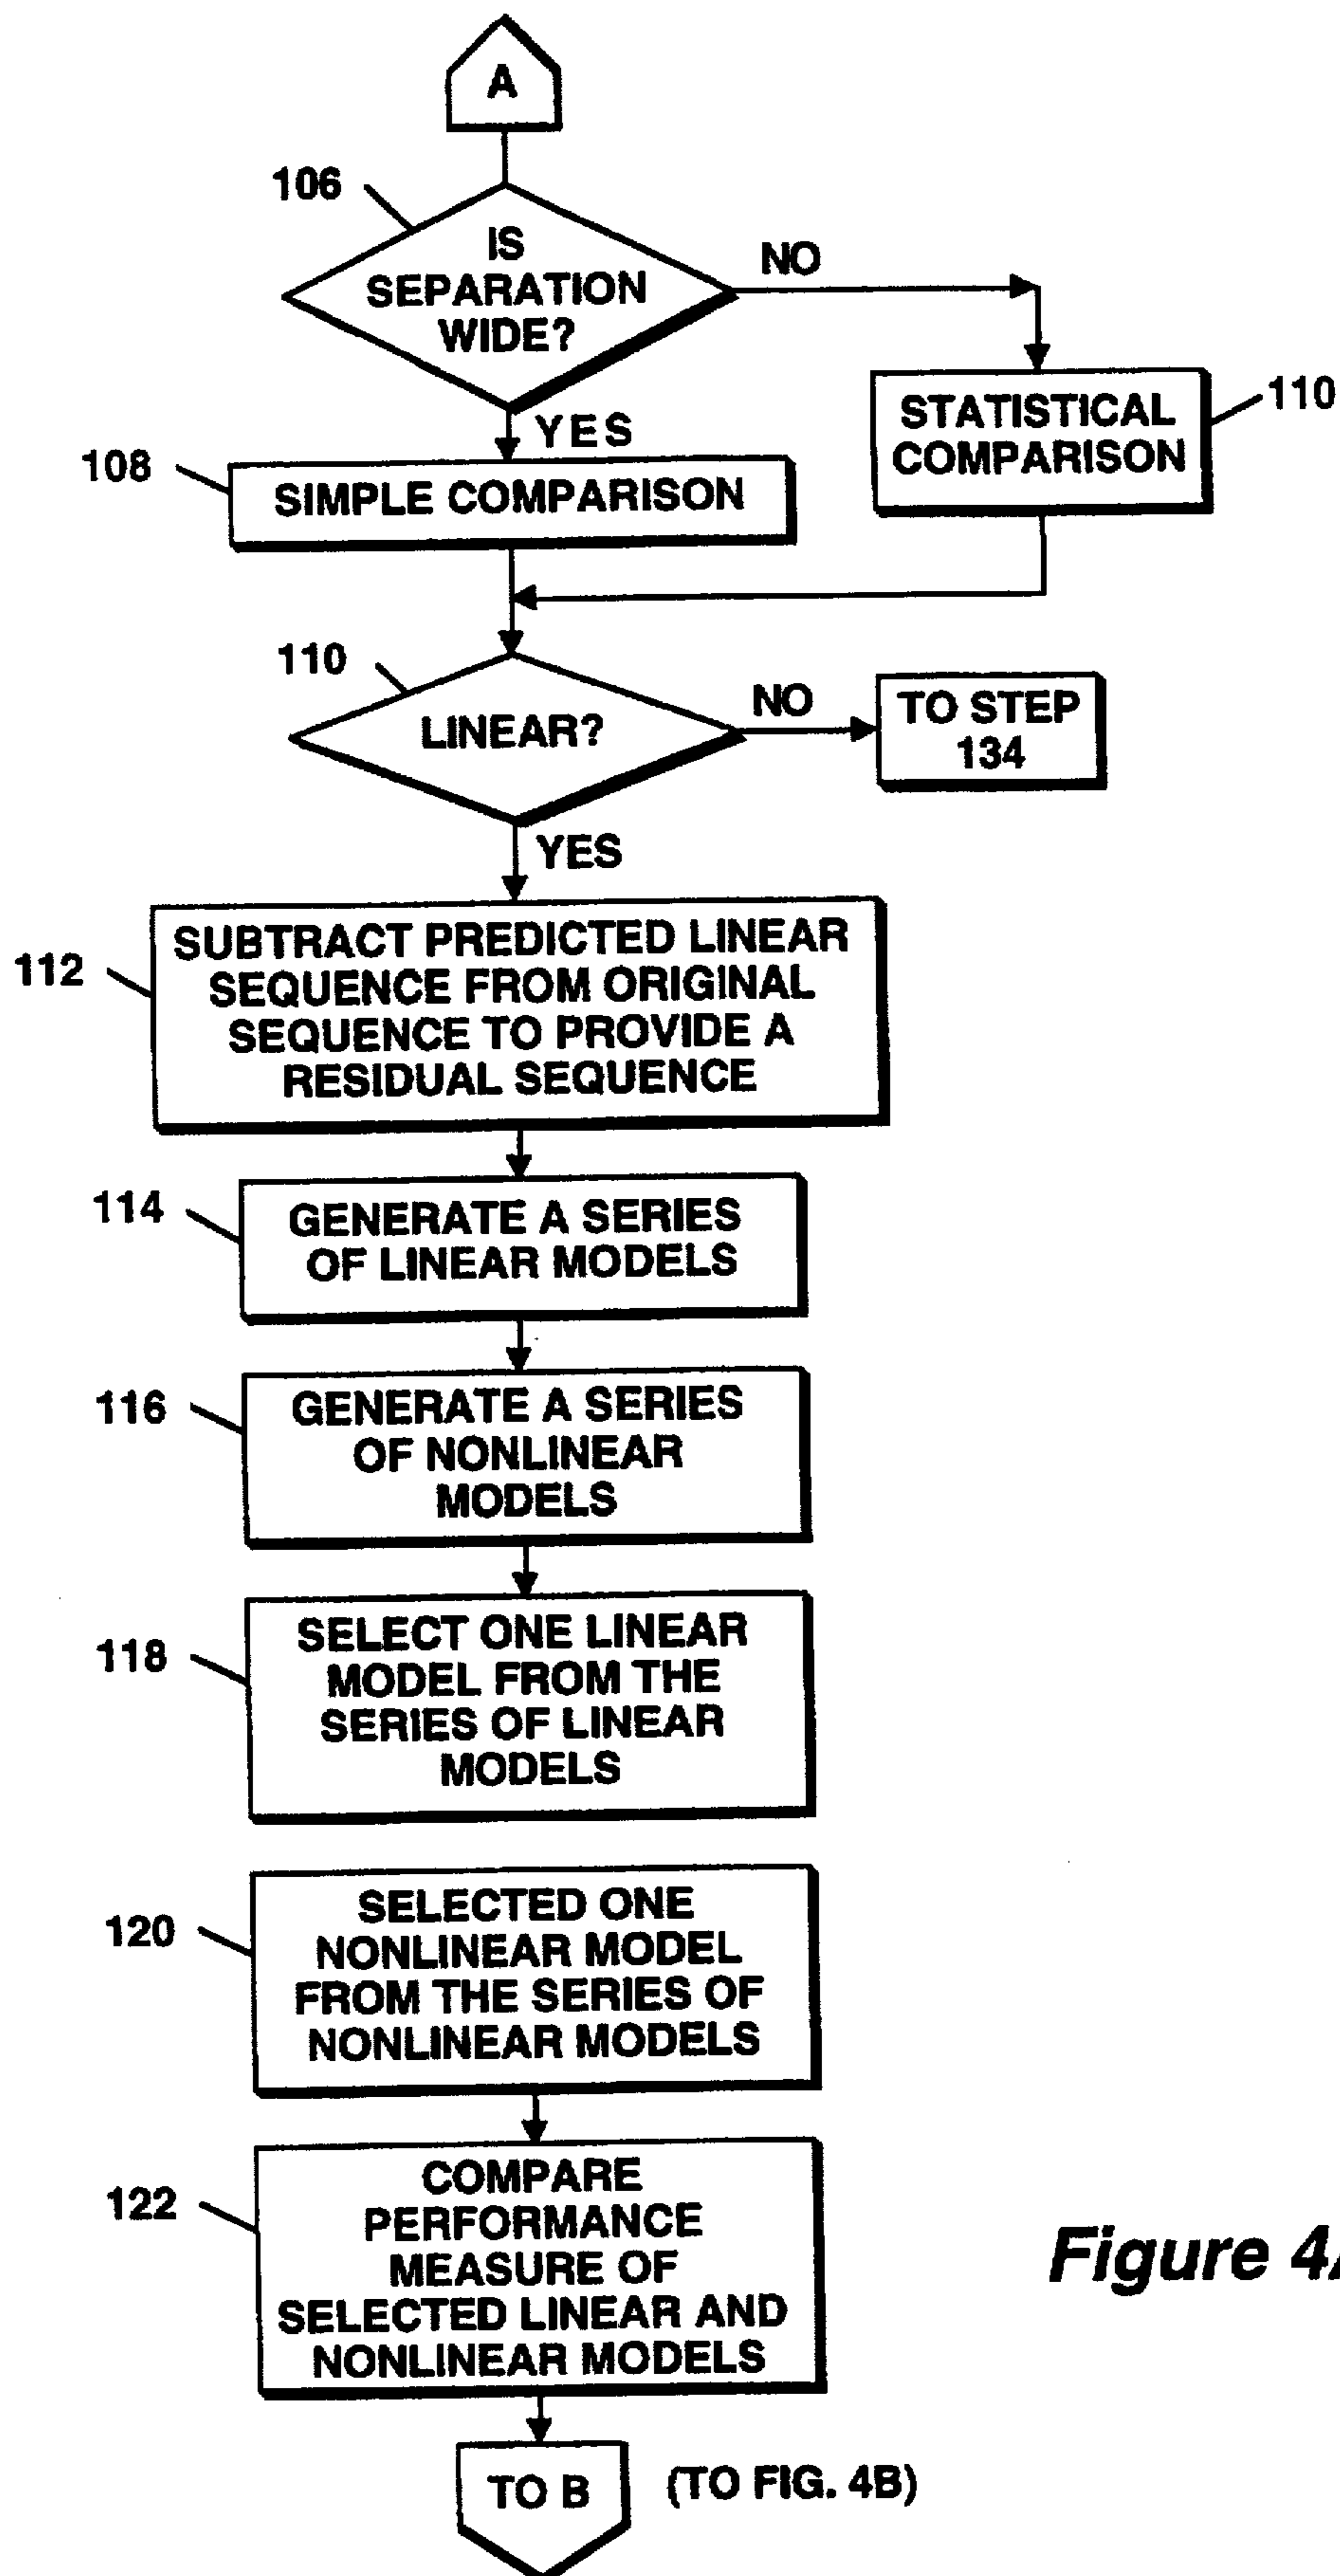 A
106
IS
SEPARATION
WIDE?
NO
YES
STATISTICAL
COMPARISON
110
108
SIMPLE COMPARISON
110
LINEAR?
NO
TO STEP
134
YES
112
SUBTRACT PREDICTED LINEAR
SEQUENCE FROM ORIGINAL
SEQUENCE TO PROVIDE A
RESIDUAL SEQUENCE
114
GENERATE A SERIES
OF LINEAR MODELS
116
GENERATE A SERIES
OF NONLINEAR
MODELS
118
SELECT ONE LINEAR
MODEL FROM THE
SERIES OF LINEAR
MODELS
120
SELECTED ONE
NONLINEAR MODEL
FROM THE SERIES OF
NONLINEAR MODELS
122
COMPARE
PERFORMANCE
MEASURE OF
SELECTED LINEAR AND
NONLINEAR MODELS
Figure 4
TO B
(TO FIG. 4B)